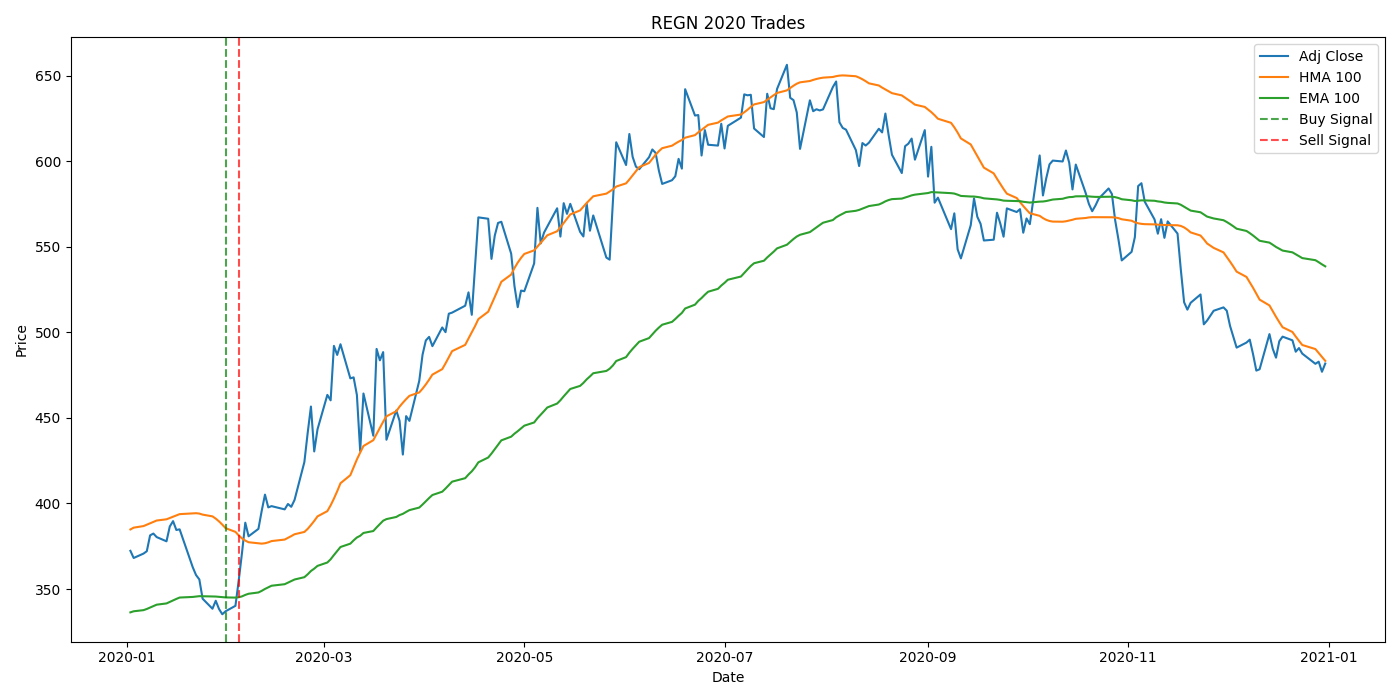 REGN 2020 Trades
Adj Close
HMA 100
EMA 100
Buy Signal
Sell Signal
Price
650
600
550
500
450
400
350
2020-01
2020-03
2020-05
2020-07
2020-09
2020-11
2021-01
Date